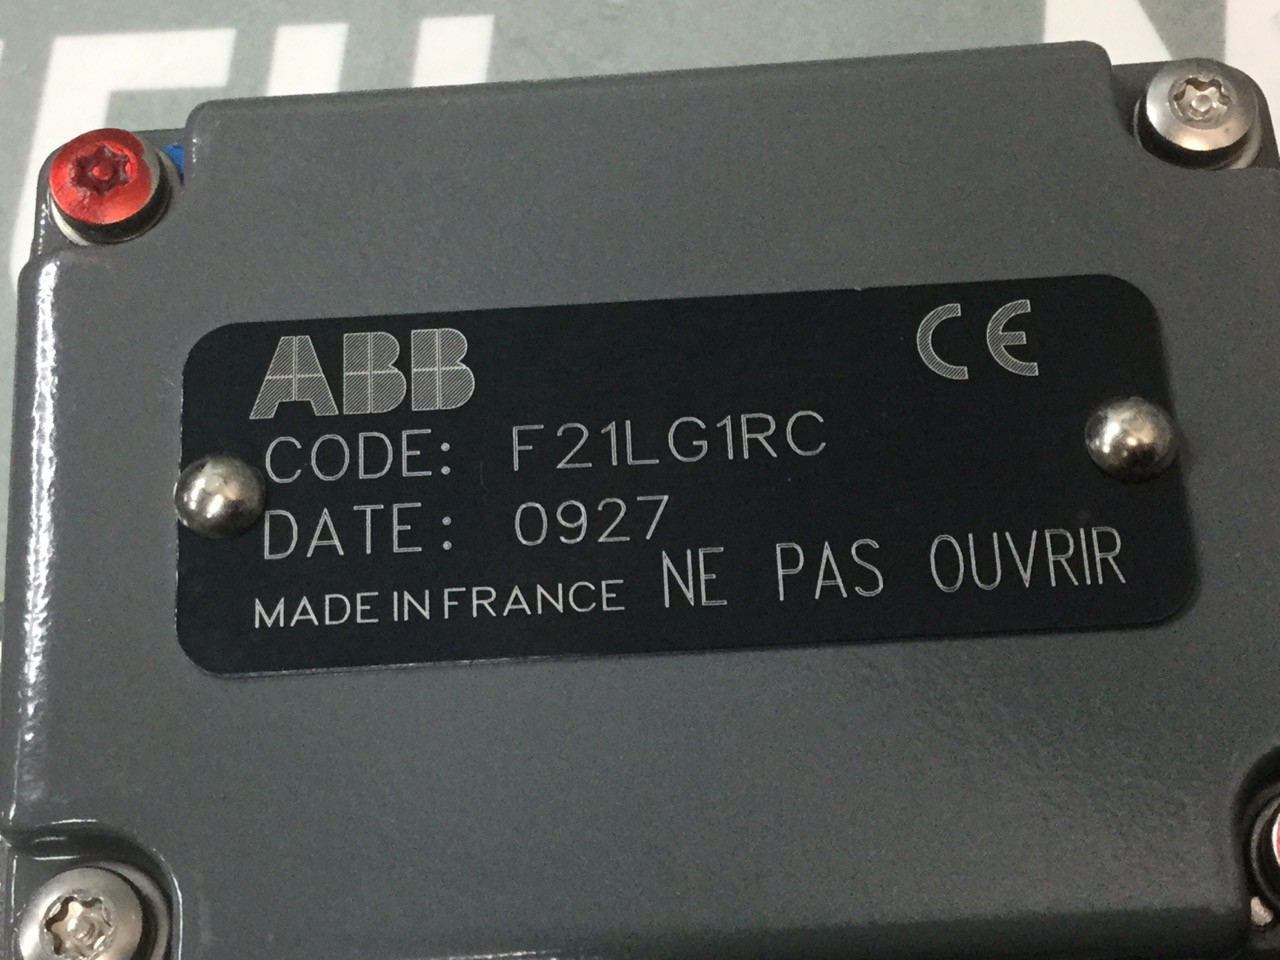 ABB CE
CODE: F21LG1RC
DATE: 0927
MADE IN FRANCE NE PAS OUVRIR